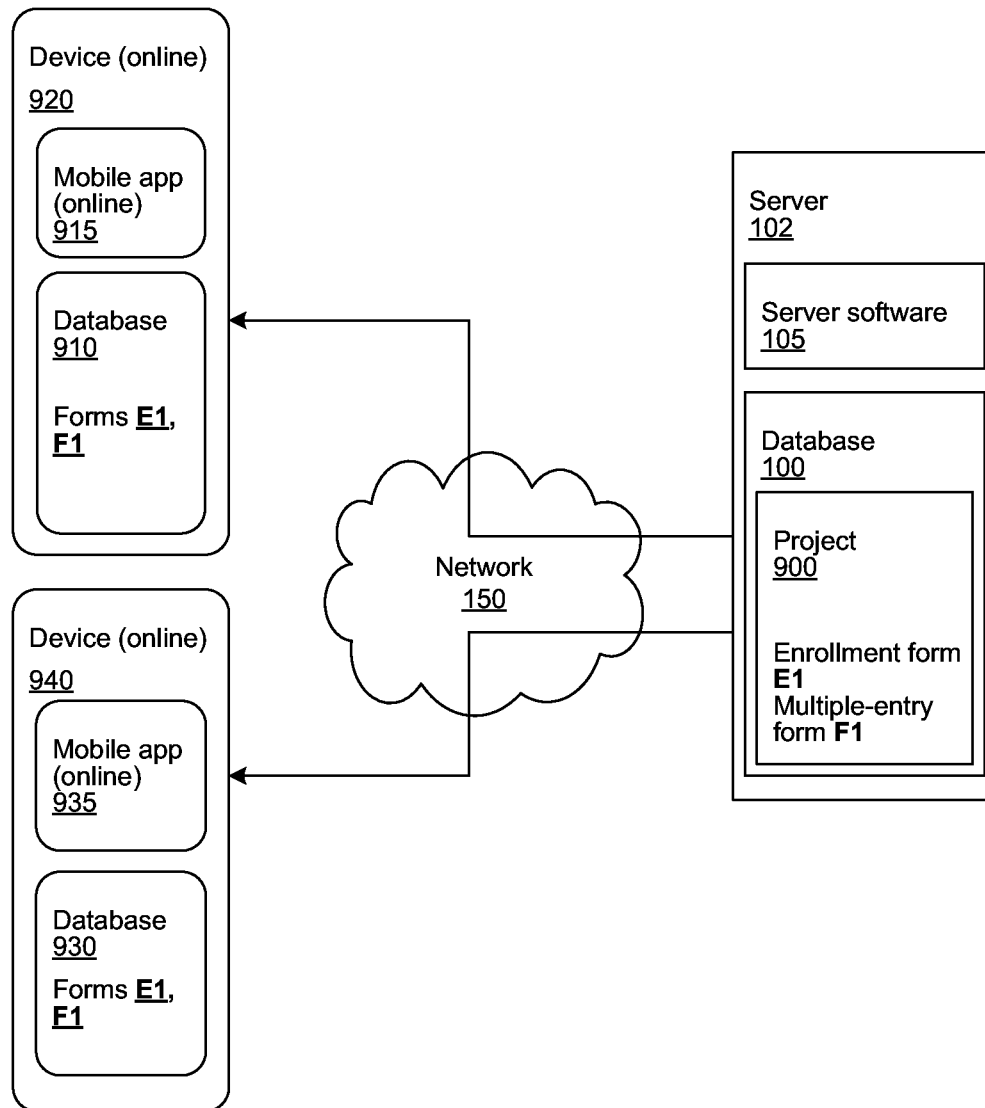 Device (online)
920
Mobile app
(online)
915
Database
910
Forms E1,
F1
Device (online)
940
Mobile app
(online)
935
Database
930
Forms E1,
F1
Network
150
Server
102
Server software
105
Database
100
Project
900
Enrollment form
E1
Multiple-entry
form F1